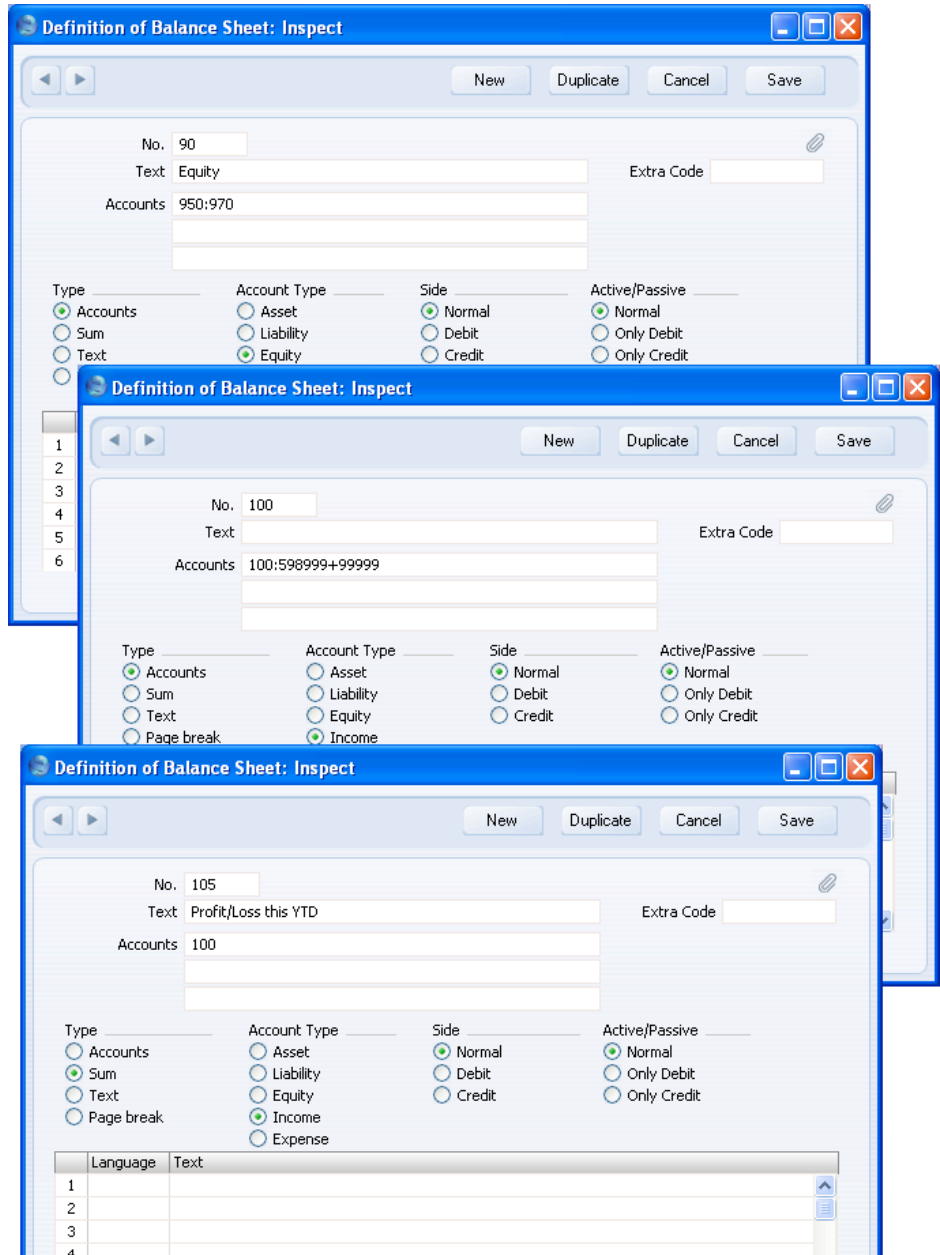 Definition of Balance Sheet: Inspect
New Duplicate Cancel Save
No. 90
Text Equity Extra Code
Accounts 950:970
Type Account Type Side Active/Passive
Accounts Asset Normal Normal
Sum Liability Debit Only Debit
Text Equity Credit Only Credit
1
2
3
4
5
6
Definition of Balance Sheet: Inspect
New Duplicate Cancel Save
No. 100
Text Extra Code
Accounts 100:598999+99999
Type Account Type Side Active/Passive
Accounts Asset Normal Normal
Sum Liability Debit Only Debit
Text Equity Credit Only Credit
Page break Income
Definition of Balance Sheet: Inspect
New Duplicate Cancel Save
No. 105
Text Profit/Loss this YTD Extra Code
Accounts 100
Type Account Type Side Active/Passive
Accounts Asset Normal Normal
Sum Liability Debit Only Debit
Text Equity Credit Only Credit
Page break Income
Expense
Language Text
1
2
3
4